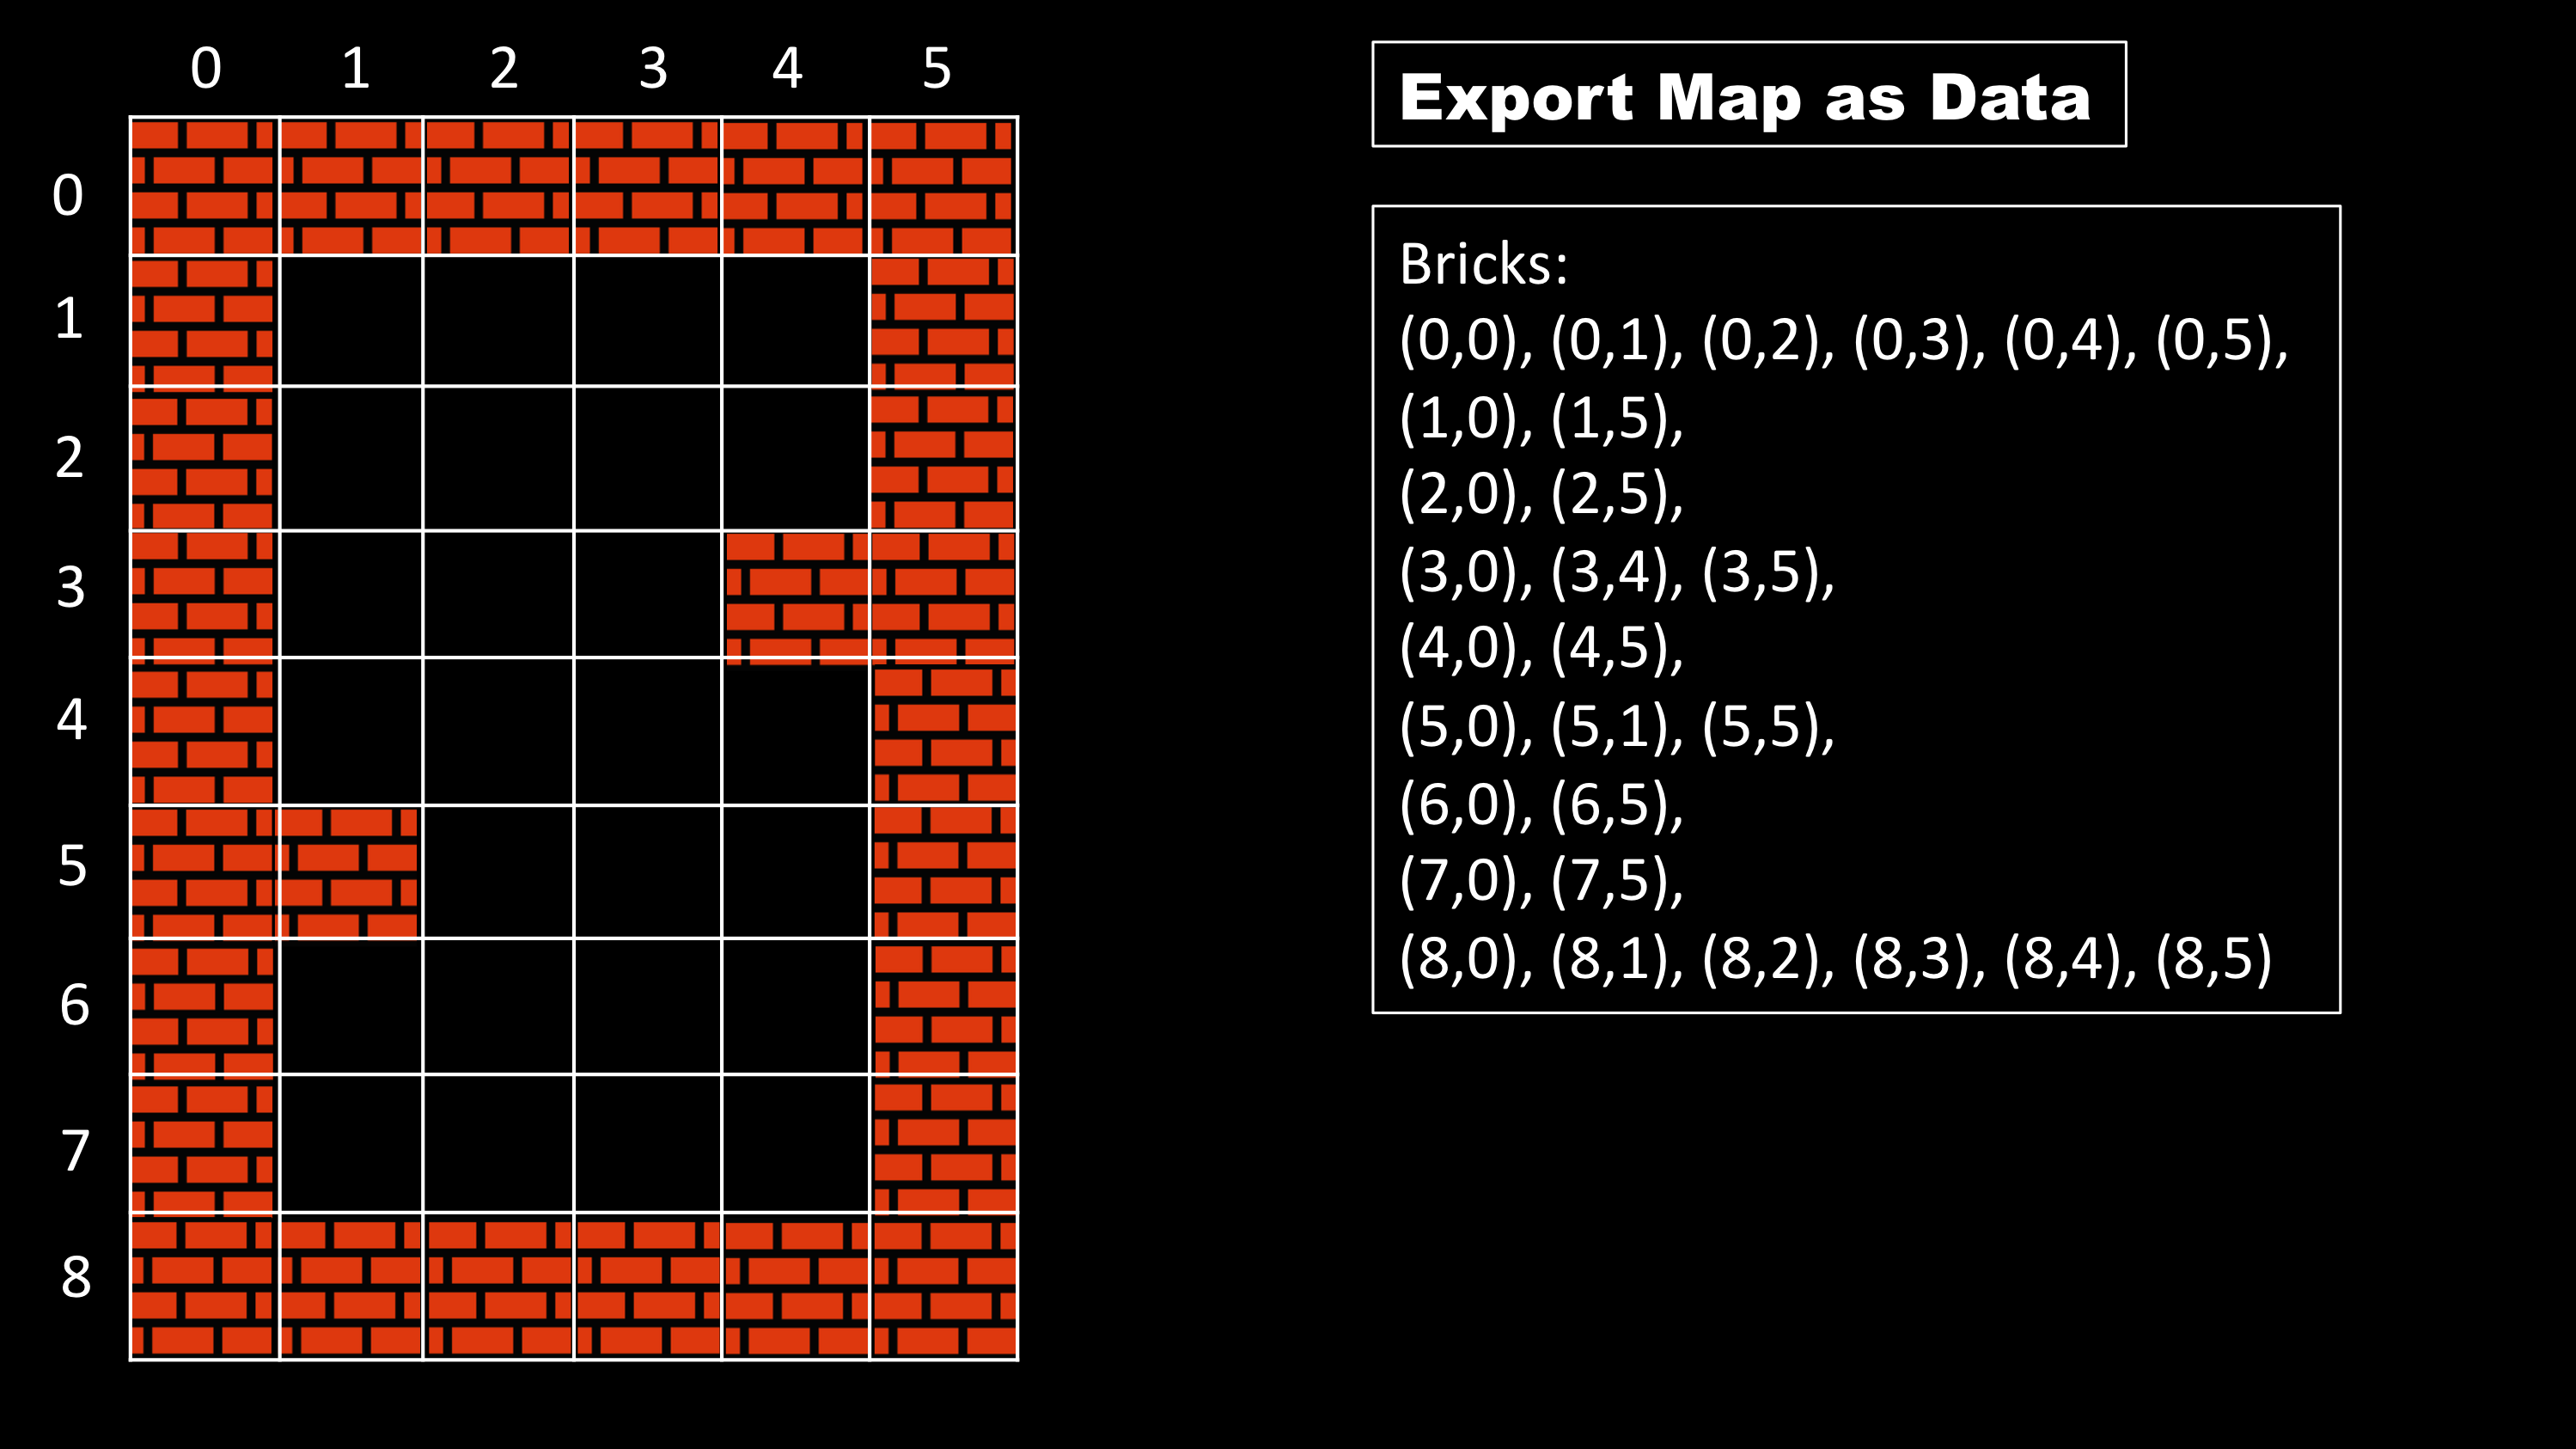 0 1 2 3 4 5
0
1
2
3
4
5
6
7
8
Export Map as Data
Bricks:
(0,0), (0,1), (0,2), (0,3), (0,4), (0,5),
(1,0), (1,5),
(2,0), (2,5),
(3,0), (3,4), (3,5),
(4,0), (4,5),
(5,0), (5,1), (5,5),
(6,0), (6,5),
(7,0), (7,5),
(8,0), (8,1), (8,2), (8,3), (8,4), (8,5)